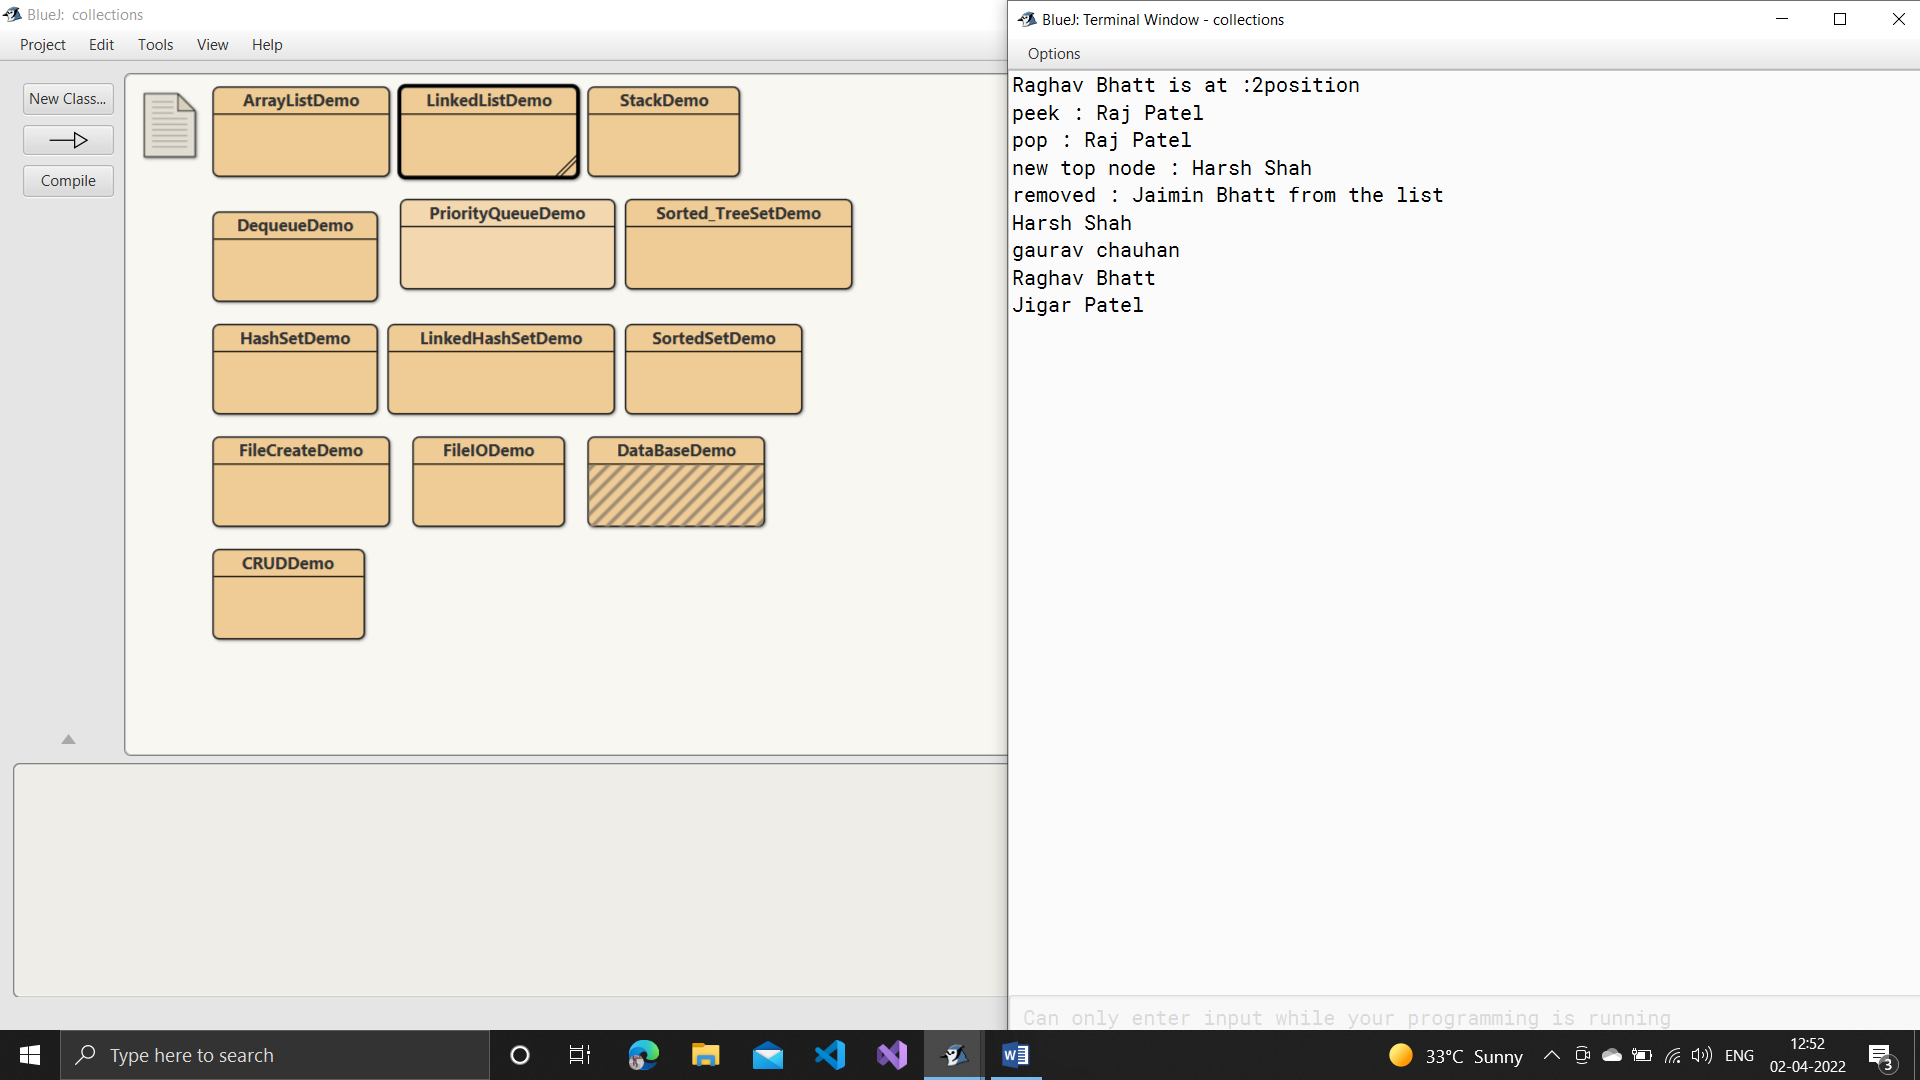 BlueJ:  collections
Project Edit Tools View Help
New Class...
Compile
ArrayListDemo LinkedListDemo StackDemo
DequeueDemo PriorityQueueDemo Sorted_TreeSetDemo
HashSetDemo LinkedHashSetDemo SortedSetDemo
FileCreateDemo FileIODemo DataBaseDemo
CRUDDemo
BlueJ: Terminal Window - collections
Options
Raghav Bhatt is at :2position
peek : Raj Patel
pop : Raj Patel
new top node : Harsh Shah
removed : Jaimin Bhatt from the list
Harsh Shah
gaurav chauhan
Raghav Bhatt
Jigar Patel
Can only enter input while your programming is running
Type here to search
33°C Sunny
ENG
12:52
02-04-2022
3